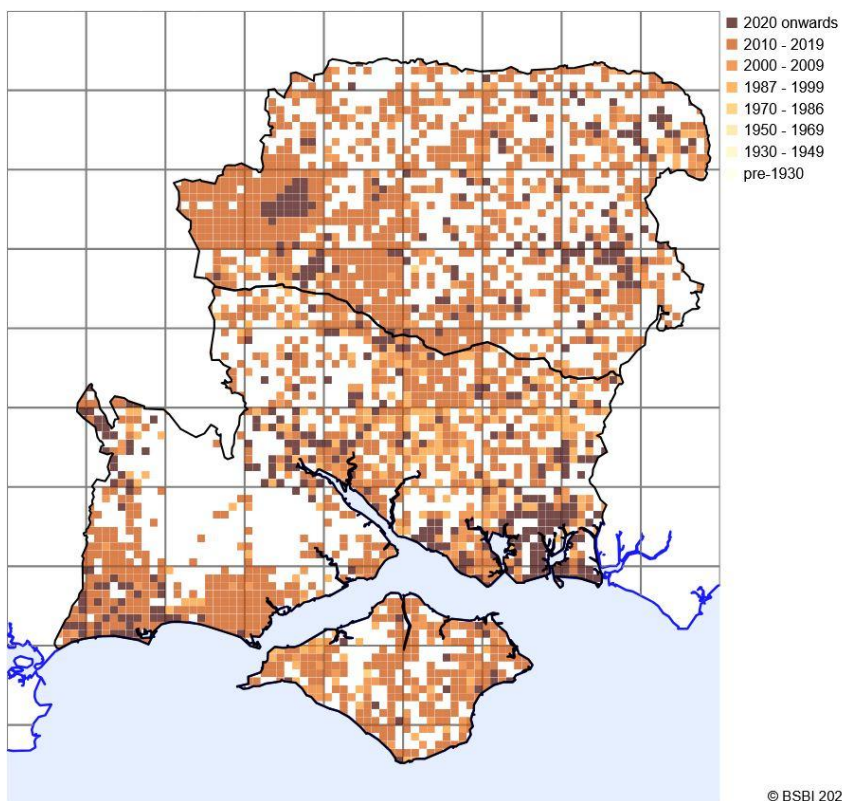 2020 onwards
2010 - 2019
2000 - 2009
1987 - 1999
1970 - 1986
1950 - 1969
1930 - 1949
pre-1930
© BSBI 202